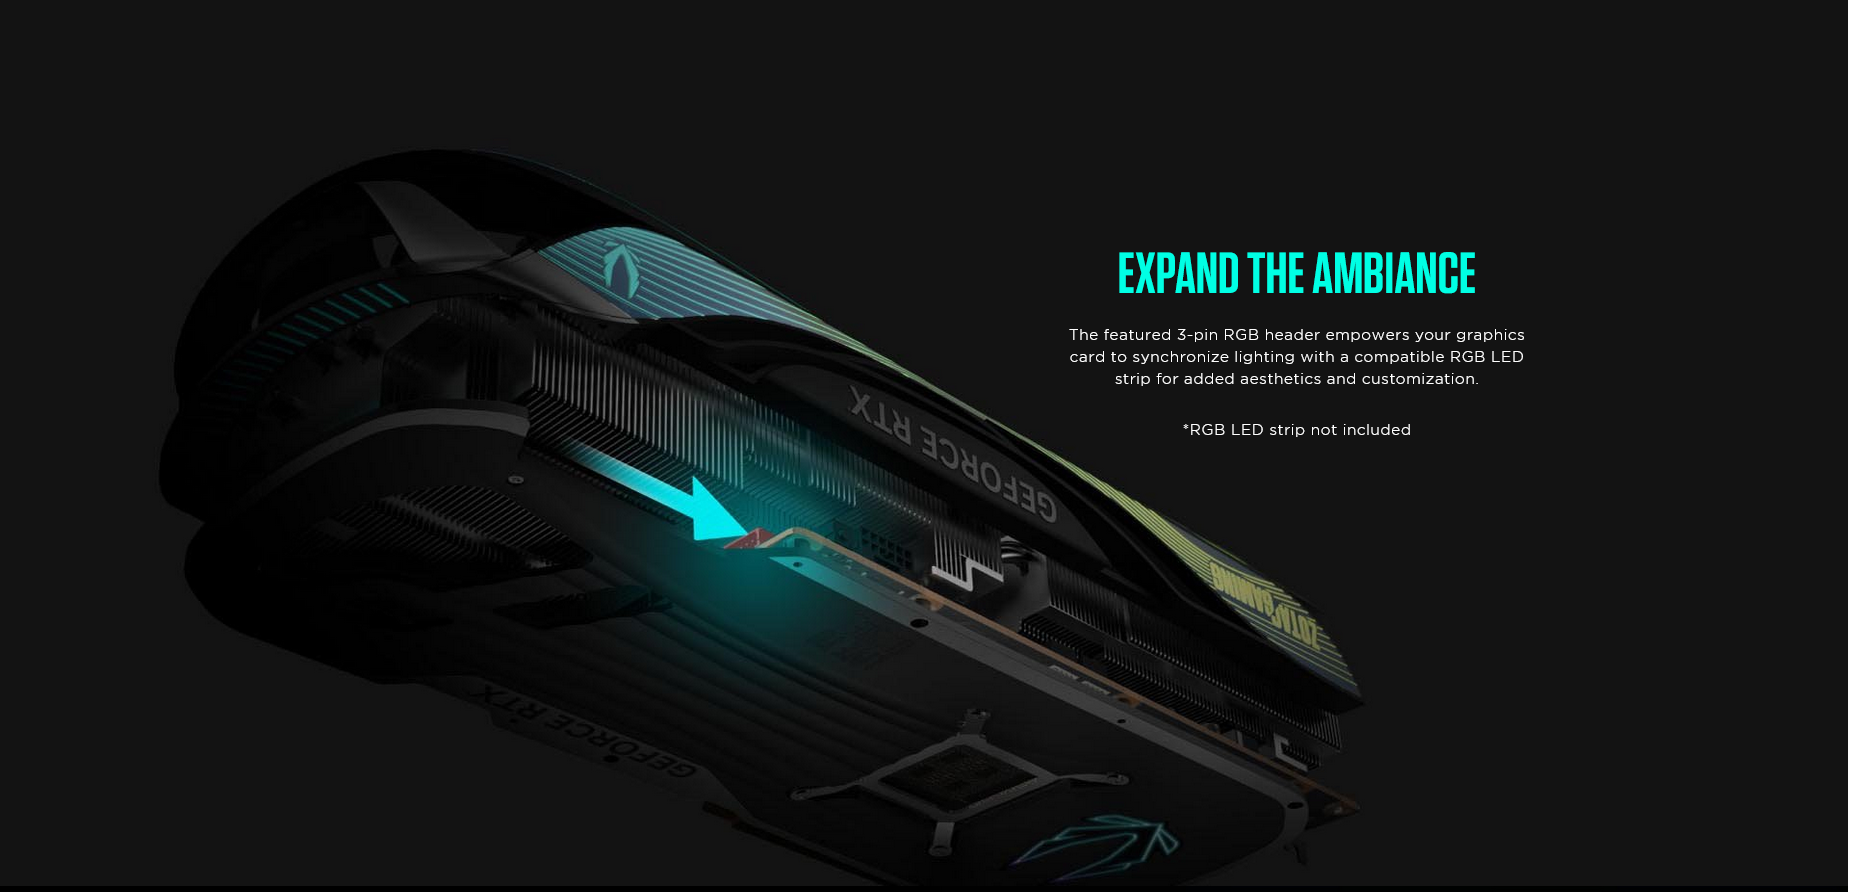 EXPAND THE AMBIANCE
The featured 3-pin RGB header empowers your graphics
card to synchronize lighting with a compatible RGB LED
strip for added aesthetics and customization.
*RGB LED strip not included
GEFORCE RTX
ZOTAC GAMING
GEFORCE RTX